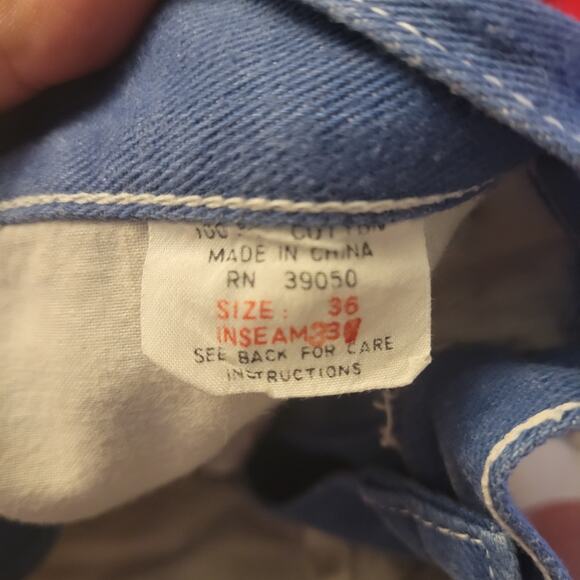 100 % COTTON
MADE IN CHINA
RN 39050
SIZE: 36
INSEAM
SEE BACK FOR CARE
INSTRUCTIONS